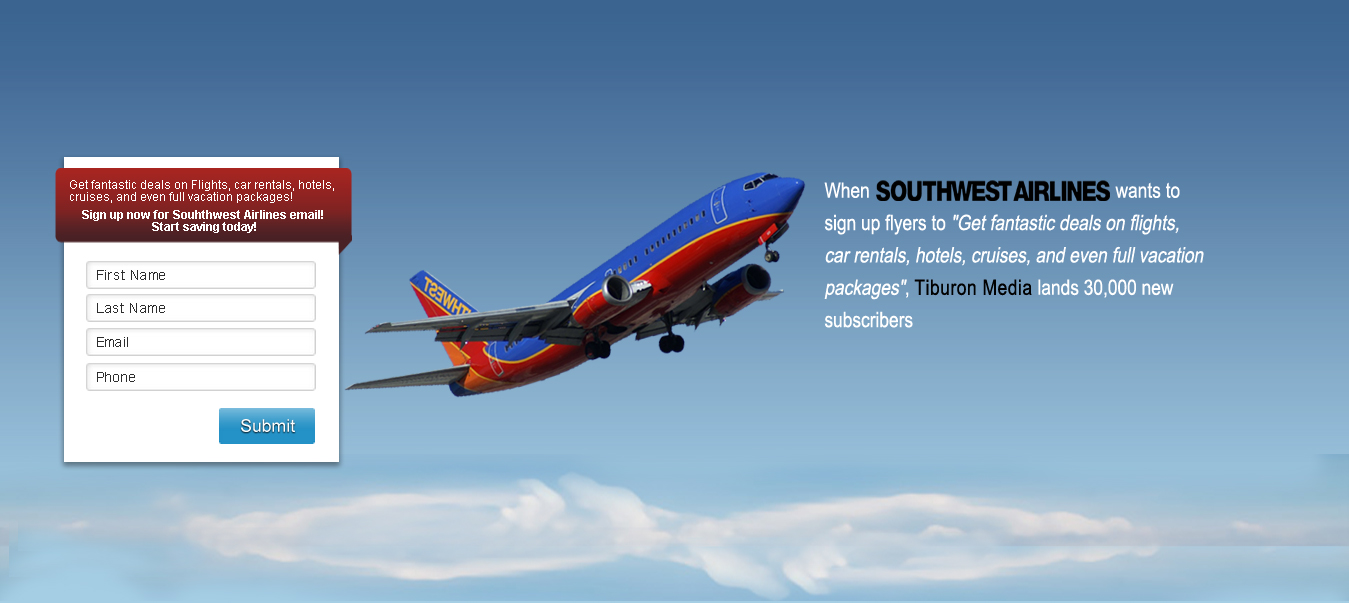 Get fantastic deals on Flights, car rentals, hotels,
cruises, and even full vacation packages!
Sign up now for Souhthwest Airlines email!
Start saving today!
First Name
Last Name
Email
Phone
Submit
SOUTHWEST
When SOUTHWEST AIRLINES wants to
sign up flyers to "Get fantastic deals on flights,
car rentals, hotels, cruises, and even full vacation
packages", Tiburon Media lands 30,000 new
subscribers